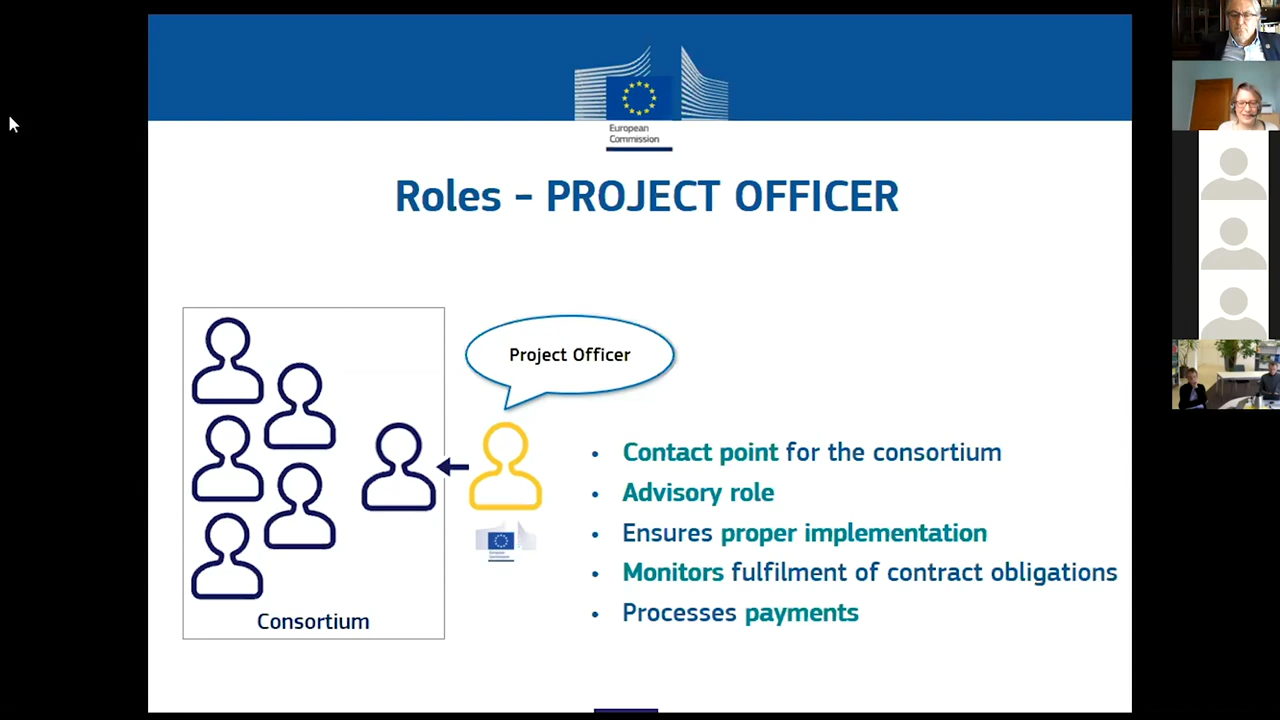 European
Commission
Roles – PROJECT OFFICER
Project Officer
• Contact point for the consortium
• Advisory role
• Ensures proper implementation
• Monitors fulfilment of contract obligations
• Processes payments
Consortium